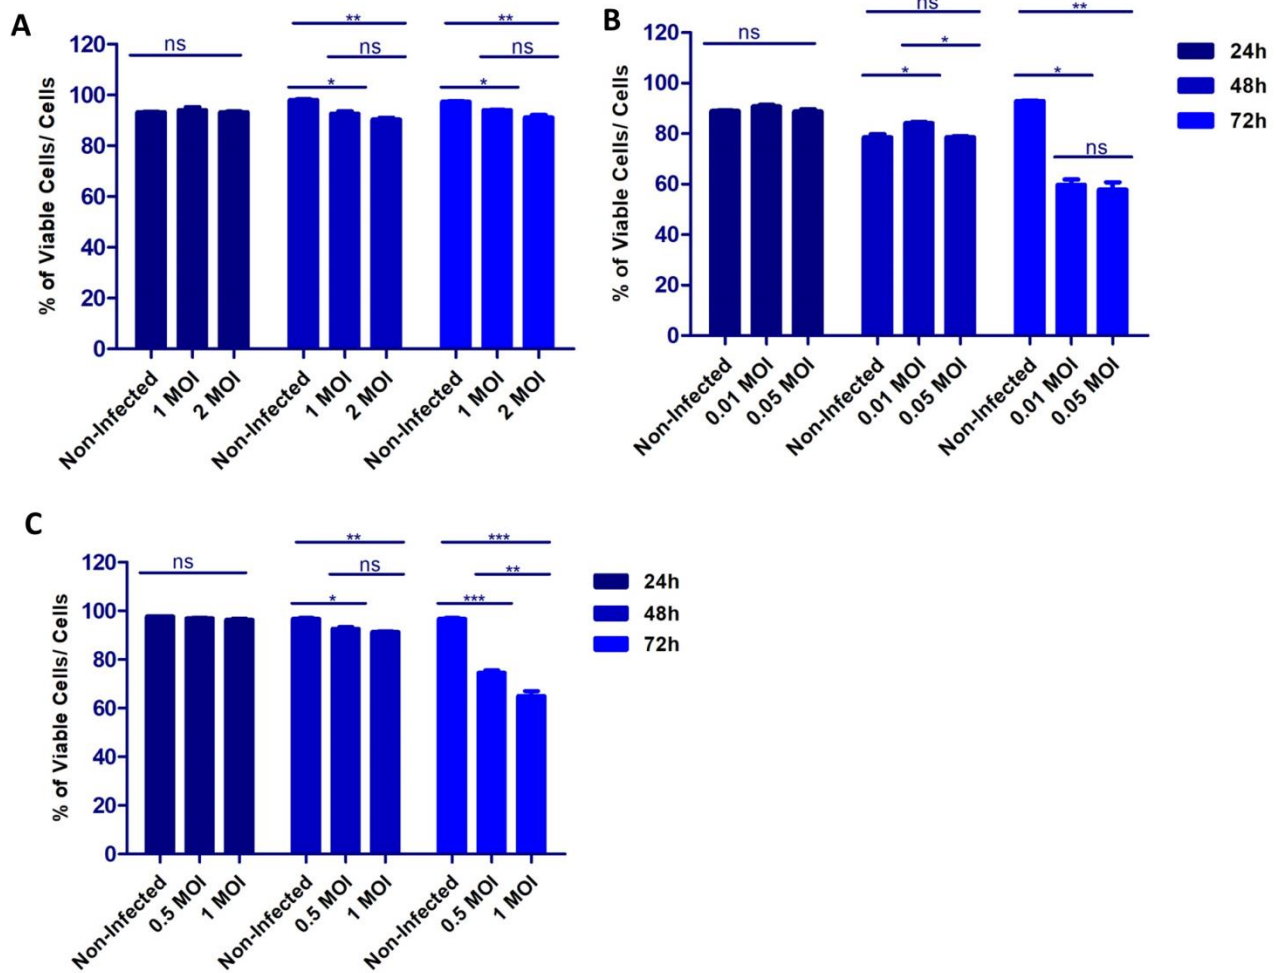 A
% of Viable Cells/ Cells
120
100
80
60
40
20
0
ns
**
ns
*
**
ns
*
Non-Infected
1 MOI
2 MOI
Non-Infected
1 MOI
2 MOI
Non-Infected
1 MOI
2 MOI
B
% of Viable Cells/ Cells
120
100
80
60
40
20
0
ns
ns
*
*
**
*
ns
Non-Infected
0.01 MOI
0.05 MOI
Non-Infected
0.01 MOI
0.05 MOI
Non-Infected
0.01 MOI
0.05 MOI
24h
48h
72h
C
% of Viable Cells/ Cells
120
100
80
60
40
20
0
ns
**
ns
*
***
**
***
Non-Infected
0.5 MOI
1 MOI
Non-Infected
0.5 MOI
1 MOI
Non-Infected
0.5 MOI
1 MOI
24h
48h
72h